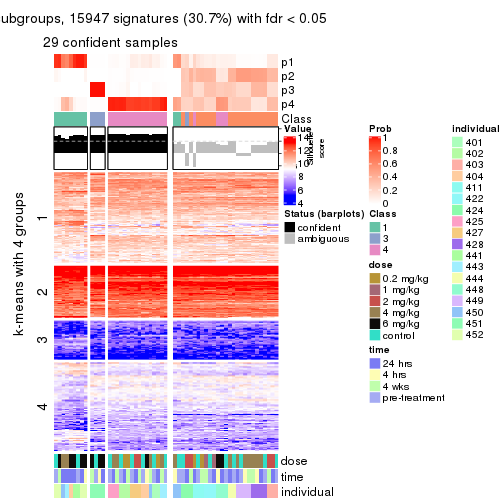 ubgroups, 15947 signatures (30.7%) with fdr < 0.05
29 confident samples
p1
p2
p3
p4
Class
Silhouette
score
k-means with 4 groups
1
2
3
4
dose
time
individual
Value
14
12
10
8
6
4
Status (barplots)
confident
ambiguous
Prob
1
0.8
0.6
0.4
0.2
0
Class
1
3
4
dose
0.2 mg/kg
1 mg/kg
2 mg/kg
4 mg/kg
6 mg/kg
control
time
24 hrs
4 hrs
4 wks
pre-treatment
individual
401
402
403
404
411
422
424
425
427
428
441
443
444
448
449
450
451
452